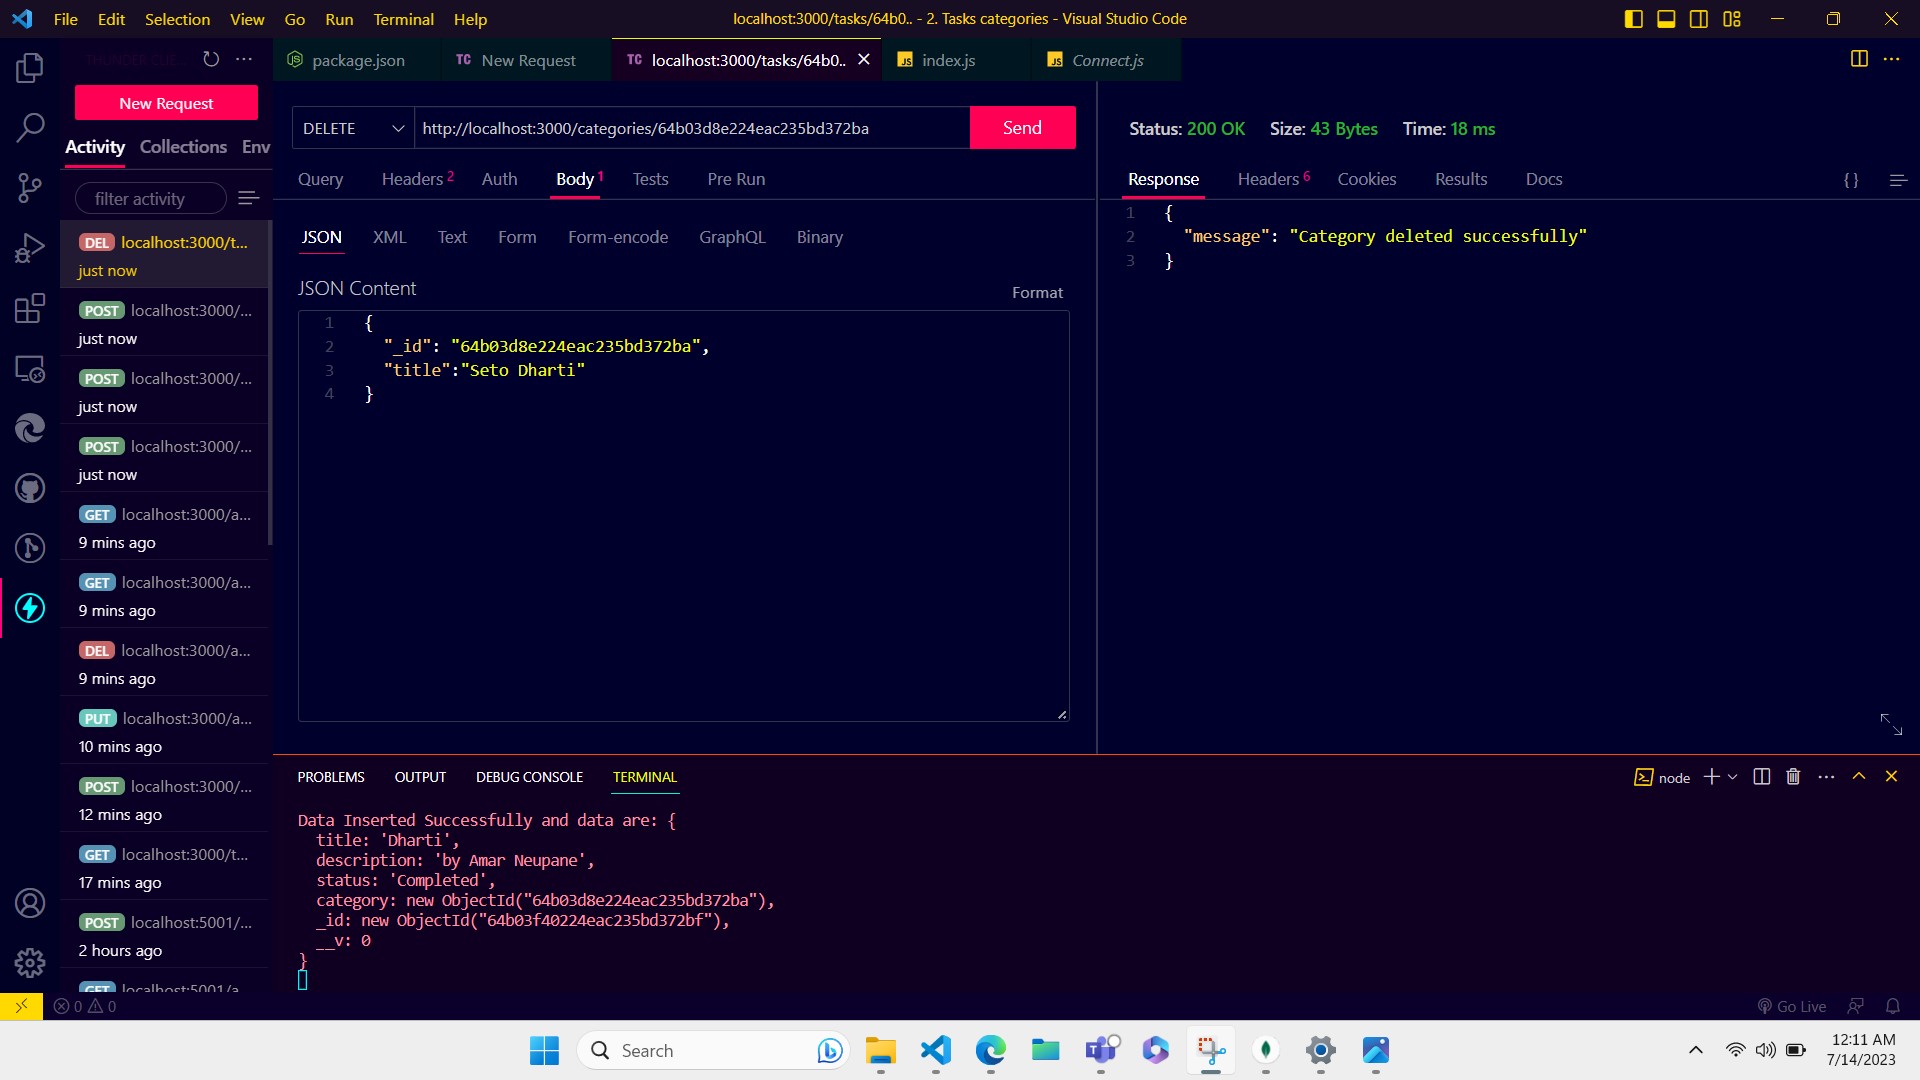 File Edit Selection View Go Run Terminal Help
localhost:3000/tasks/64b0.. - 2. Tasks categories - Visual Studio Code
THUNDER CLIE...
package.json
TC New Request
TC localhost:3000/tasks/64b0..
JS index.js
JS Connect.js
New Request
Activity Collections Env
filter activity
DEL localhost:3000/t...
just now
POST localhost:3000/...
just now
POST localhost:3000/...
just now
POST localhost:3000/...
just now
GET localhost:3000/a...
9 mins ago
GET localhost:3000/a...
9 mins ago
DEL localhost:3000/a...
9 mins ago
PUT localhost:3000/a...
10 mins ago
POST localhost:3000/...
12 mins ago
GET localhost:3000/t...
17 mins ago
POST localhost:5001/...
2 hours ago
GET localhost:5001/a...
DELETE http://localhost:3000/categories/64b03d8e224eac235bd372ba Send
Query Headers 2 Auth Body 1 Tests Pre Run
JSON XML Text Form Form-encode GraphQL Binary
JSON Content
Format
1 {
2 "_id": "64b03d8e224eac235bd372ba",
3 "title":"Seto Dharti"
4 }
Status: 200 OK Size: 43 Bytes Time: 18 ms
Response Headers 6 Cookies Results Docs { }
1 {
2 "message": "Category deleted successfully"
3 }
PROBLEMS OUTPUT DEBUG CONSOLE TERMINAL
node
Data Inserted Successfully and data are: {
title: 'Dharti',
description: 'by Amar Neupane',
status: 'Completed',
category: new ObjectId("64b03d8e224eac235bd372ba"),
_id: new ObjectId("64b03f40224eac235bd372bf"),
__v: 0
}
0 0
Go Live
Search
12:11 AM
7/14/2023